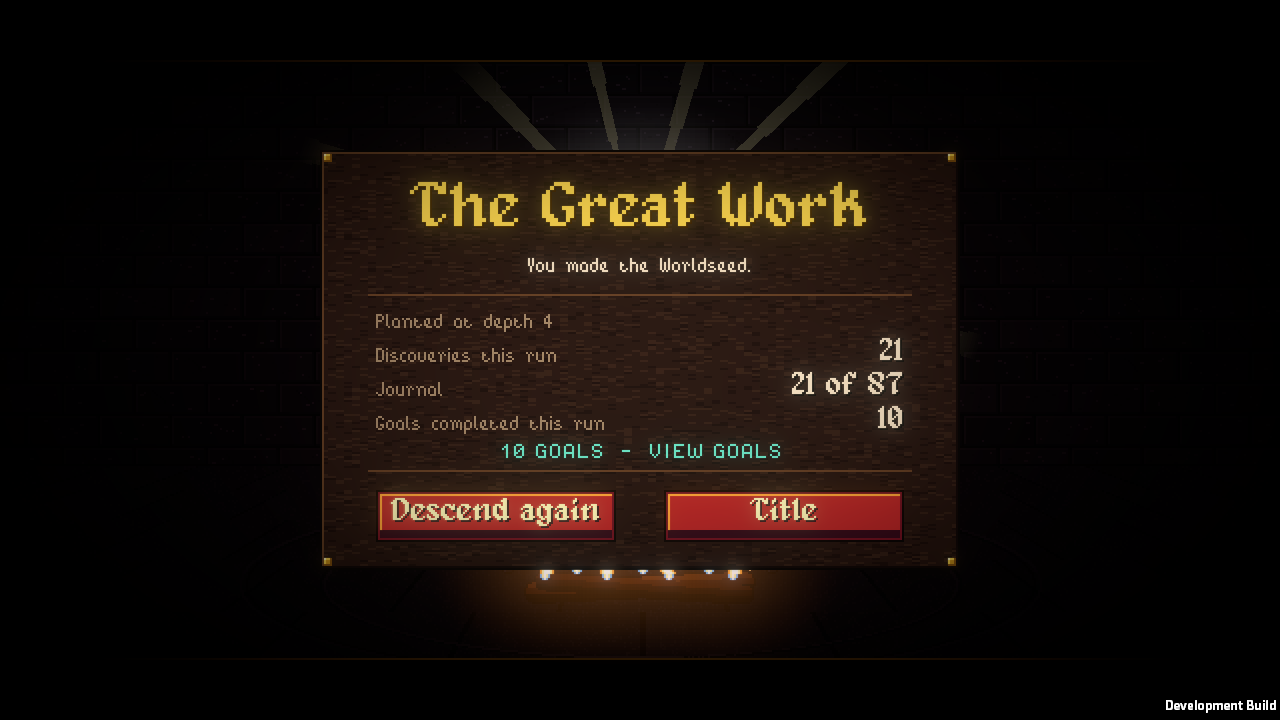 The Great Work
You made the Worldseed.
Planted at depth 4
Discoveries this run 21
Journal 21 of 87
Goals completed this run 10
10 GOALS - VIEW GOALS
Descend again
Title
Development Build